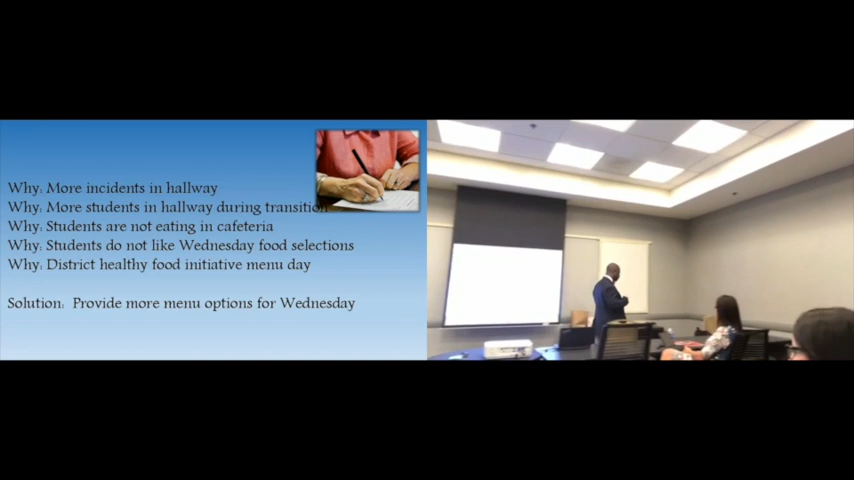 Why: More incidents in hallway
Why: More students in hallway during transition
Why: Students are not eating in cafeteria
Why: Students do not like Wednesday food selections
Why: District healthy food initiative menu day
Solution: Provide more menu options for Wednesday